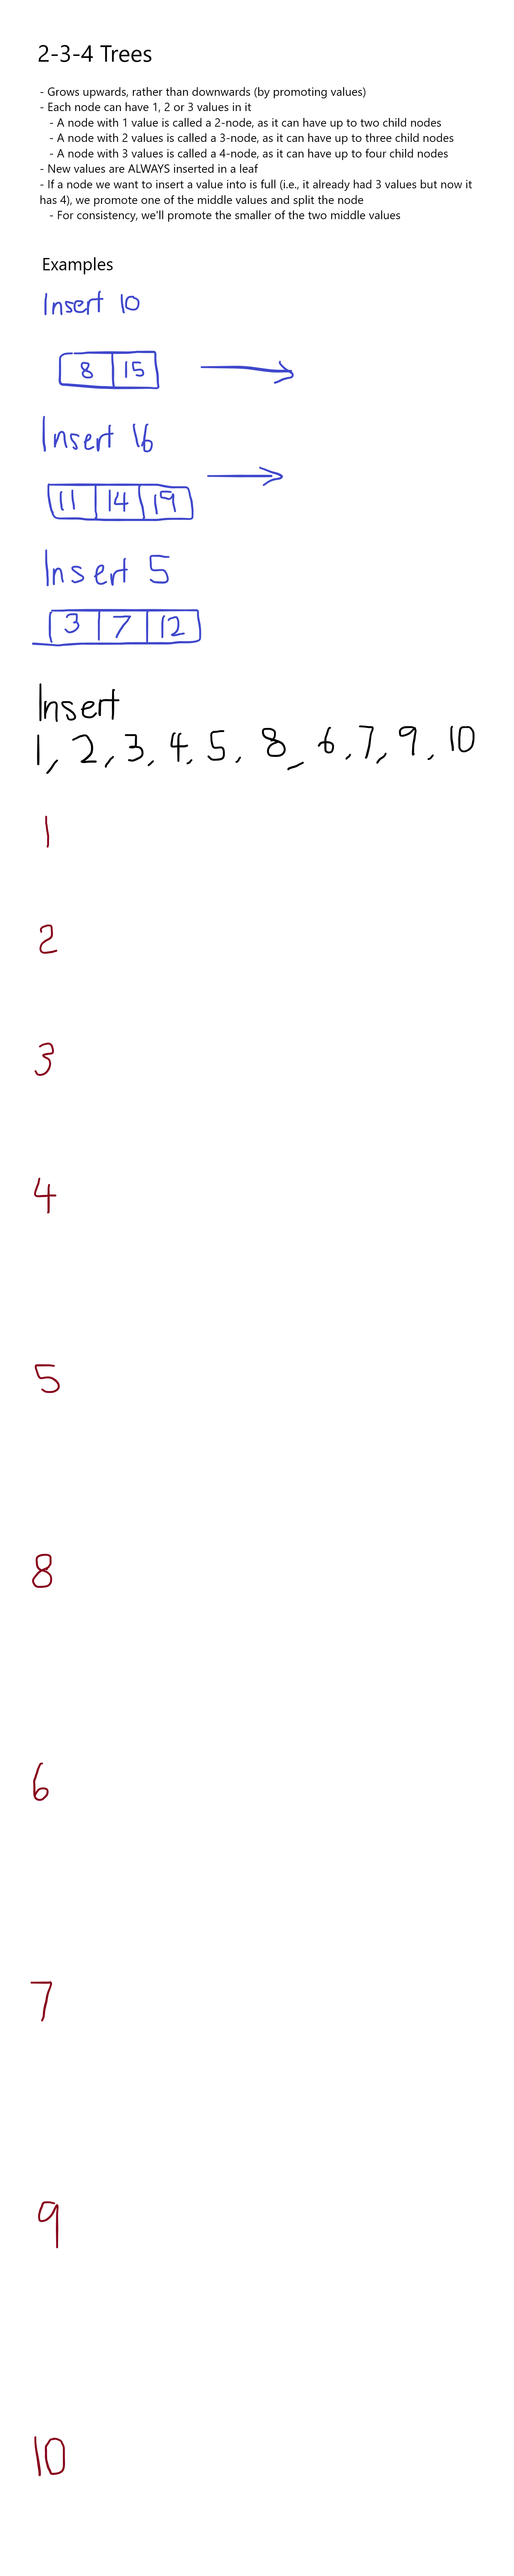 2-3-4 Trees
- Grows upwards, rather than downwards (by promoting values)
- Each node can have 1, 2 or 3 values in it
- A node with 1 value is called a 2-node, as it can have up to two child nodes
- A node with 2 values is called a 3-node, as it can have up to three child nodes
- A node with 3 values is called a 4-node, as it can have up to four child nodes
- New values are ALWAYS inserted in a leaf
- If a node we want to insert a value into is full (i.e., it already had 3 values but now it
has 4), we promote one of the middle values and split the node
- For consistency, we'll promote the smaller of the two middle values
Examples
Insert 10
8 15
Insert 16
11 14 19
Insert 5
3 7 12
Insert
1, 2, 3, 4, 5, 8, 6, 7, 9, 10
1
2
3
4
5
8
6
7
9
10